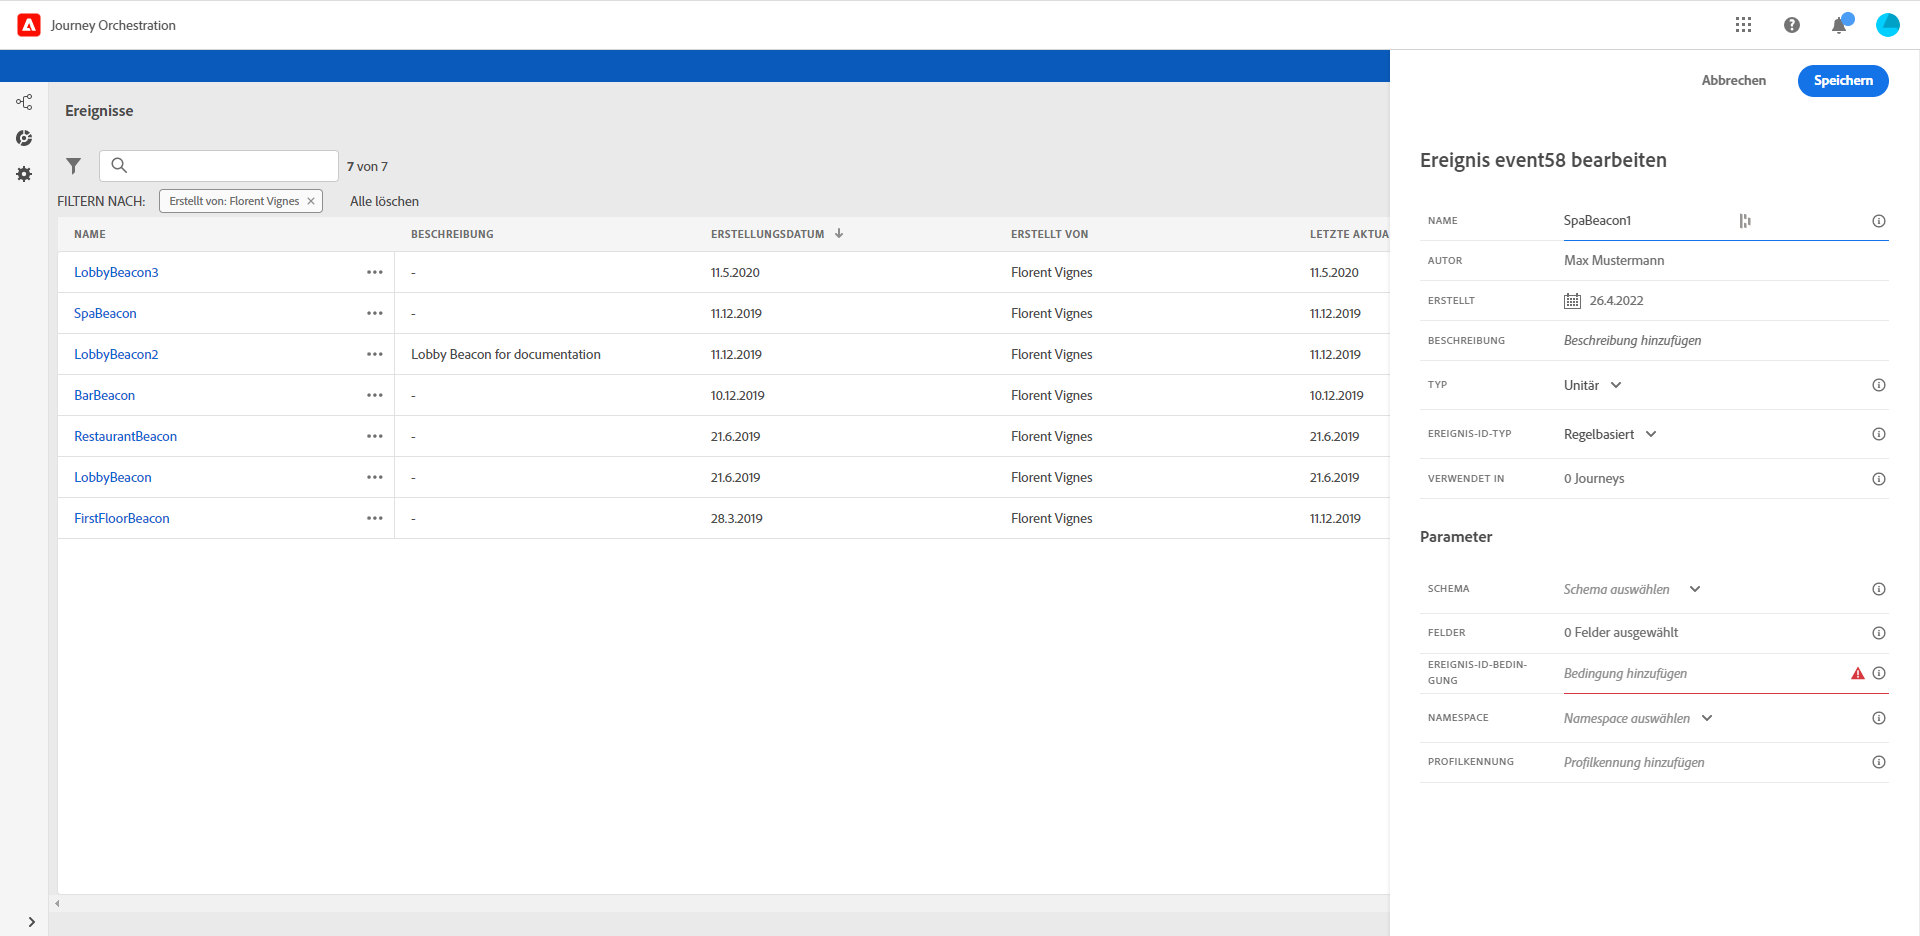 Journey Orchestration
Abbrechen
Speichern
Ereignisse
7 von 7
FILTERN NACH:
Erstellt von: Florent Vignes
Alle löschen
NAME BESCHREIBUNG ERSTELLUNGSDATUM ERSTELLT VON LETZTE AKTUA
LobbyBeacon3 - 11.5.2020 Florent Vignes 11.5.2020
SpaBeacon - 11.12.2019 Florent Vignes 11.12.2019
LobbyBeacon2 Lobby Beacon for documentation 11.12.2019 Florent Vignes 11.12.2019
BarBeacon - 10.12.2019 Florent Vignes 10.12.2019
RestaurantBeacon - 21.6.2019 Florent Vignes 21.6.2019
LobbyBeacon - 21.6.2019 Florent Vignes 21.6.2019
FirstFloorBeacon - 28.3.2019 Florent Vignes 11.12.2019
Ereignis event58 bearbeiten
NAME SpaBeacon1
AUTOR Max Mustermann
ERSTELLT 26.4.2022
BESCHREIBUNG Beschreibung hinzufügen
TYP Unitär
EREIGNIS-ID-TYP Regelbasiert
VERWENDET IN 0 Journeys
Parameter
SCHEMA Schema auswählen
FELDER 0 Felder ausgewählt
EREIGNIS-ID-BEDIN-
GUNG
Bedingung hinzufügen
NAMESPACE Namespace auswählen
PROFILKENNUNG Profilkennung hinzufügen